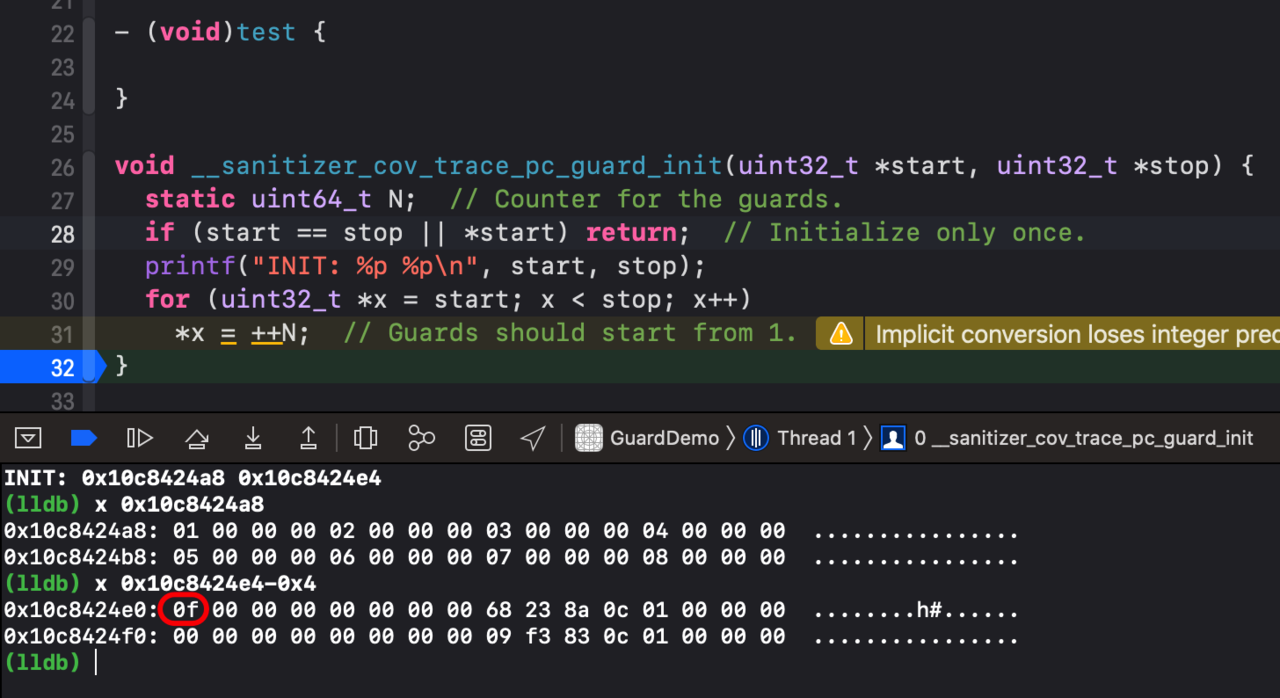 21
22 - (void)test {
23
24 }
25
26 void __sanitizer_cov_trace_pc_guard_init(uint32_t *start, uint32_t *stop) {
27 static uint64_t N;  // Counter for the guards.
28 if (start == stop || *start) return;  // Initialize only once.
29 printf("INIT: %p %p\n", start, stop);
30 for (uint32_t *x = start; x < stop; x++)
31 *x = ++N;  // Guards should start from 1. Implicit conversion loses integer prec
32 }
33
GuardDemo Thread 1 0 __sanitizer_cov_trace_pc_guard_init
INIT: 0x10c8424a8 0x10c8424e4
(lldb) x 0x10c8424a8
0x10c8424a8: 01 00 00 00 02 00 00 00 03 00 00 00 04 00 00 00  ................
0x10c8424b8: 05 00 00 00 06 00 00 00 07 00 00 00 08 00 00 00  ................
(lldb) x 0x10c8424e4-0x4
0x10c8424e0: 0f 00 00 00 00 00 00 00 68 23 8a 0c 01 00 00 00  ........h#......
0x10c8424f0: 00 00 00 00 00 00 00 00 09 f3 83 0c 01 00 00 00  ................
(lldb)